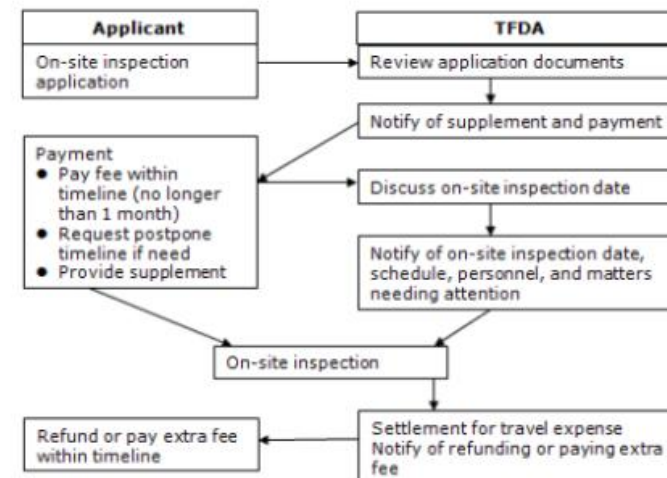 Applicant
TFDA
On-site inspection
application
Review application documents
Notify of supplement and payment
Payment
● Pay fee within
timeline (no longer
than 1 month)
● Request postpone
timeline if need
● Provide supplement
Discuss on-site inspection date
Notify of on-site inspection date,
schedule, personnel, and matters
needing attention
On-site inspection
Settlement for travel expense
Notify of refunding or paying extra
fee
Refund or pay extra fee
within timeline